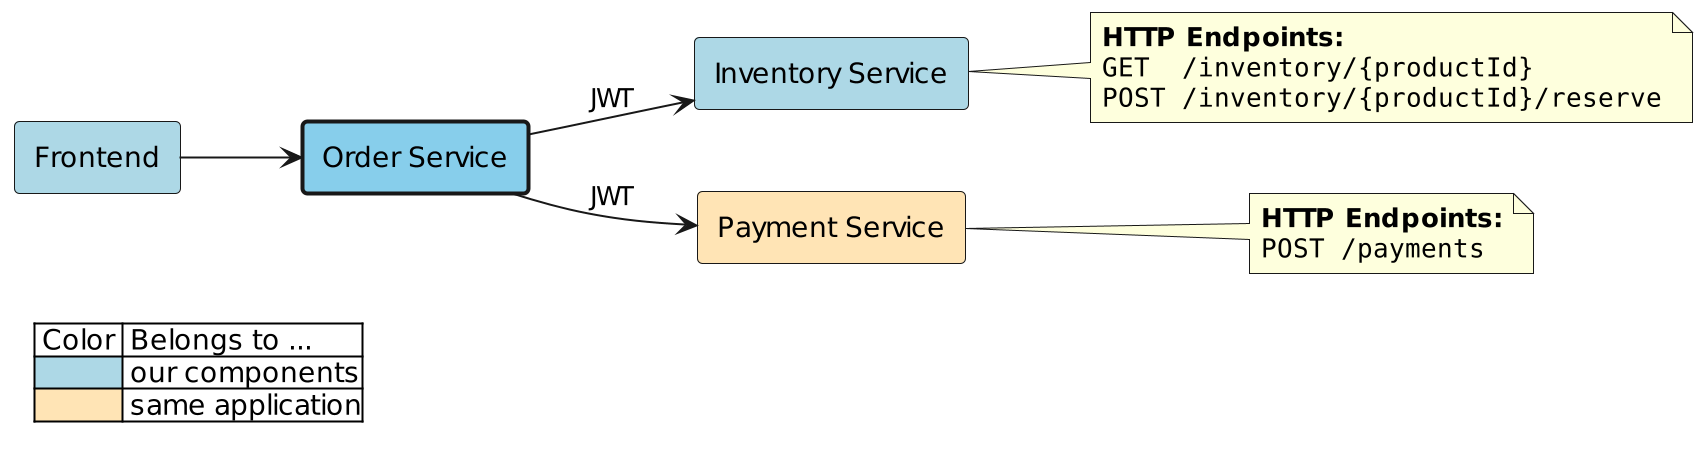 Frontend
Order Service
JWT
JWT
Inventory Service
Payment Service
HTTP Endpoints:
GET  /inventory/{productId}
POST /inventory/{productId}/reserve
HTTP Endpoints:
POST /payments
Color Belongs to ...
our components
same application